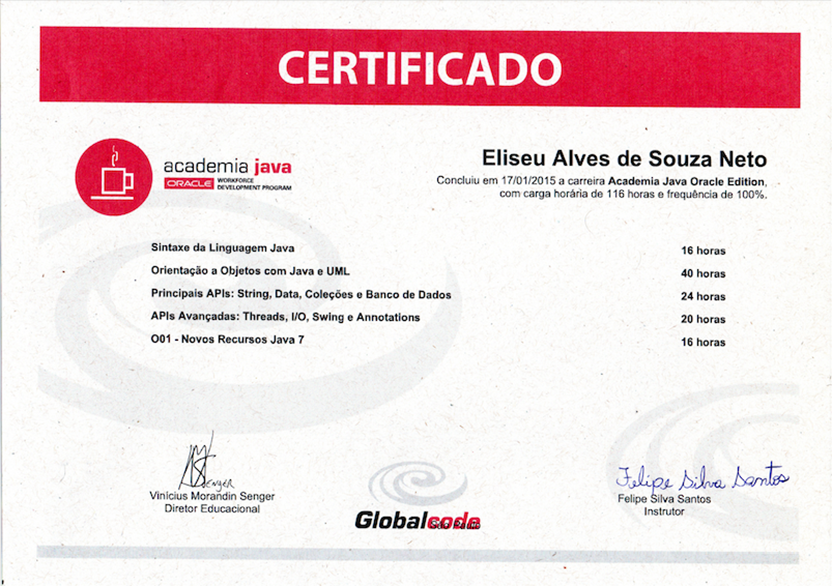 CERTIFICADO
academia java
ORACLE WORKFORCE
DEVELOPMENT PROGRAM
Eliseu Alves de Souza Neto
Concluiu em 17/01/2015 a carreira Academia Java Oracle Edition,
com carga horária de 116 horas e frequência de 100%.
Sintaxe da Linguagem Java 16 horas
Orientação a Objetos com Java e UML 40 horas
Principais APIs: String, Data, Coleções e Banco de Dados 24 horas
APIs Avançadas: Threads, I/O, Swing e Annotations 20 horas
O01 - Novos Recursos Java 7 16 horas
Senger
Vinícius Morandin Senger
Diretor Educacional
Globalcode
São Paulo
Felipe Silva Santos
Felipe Silva Santos
Instrutor